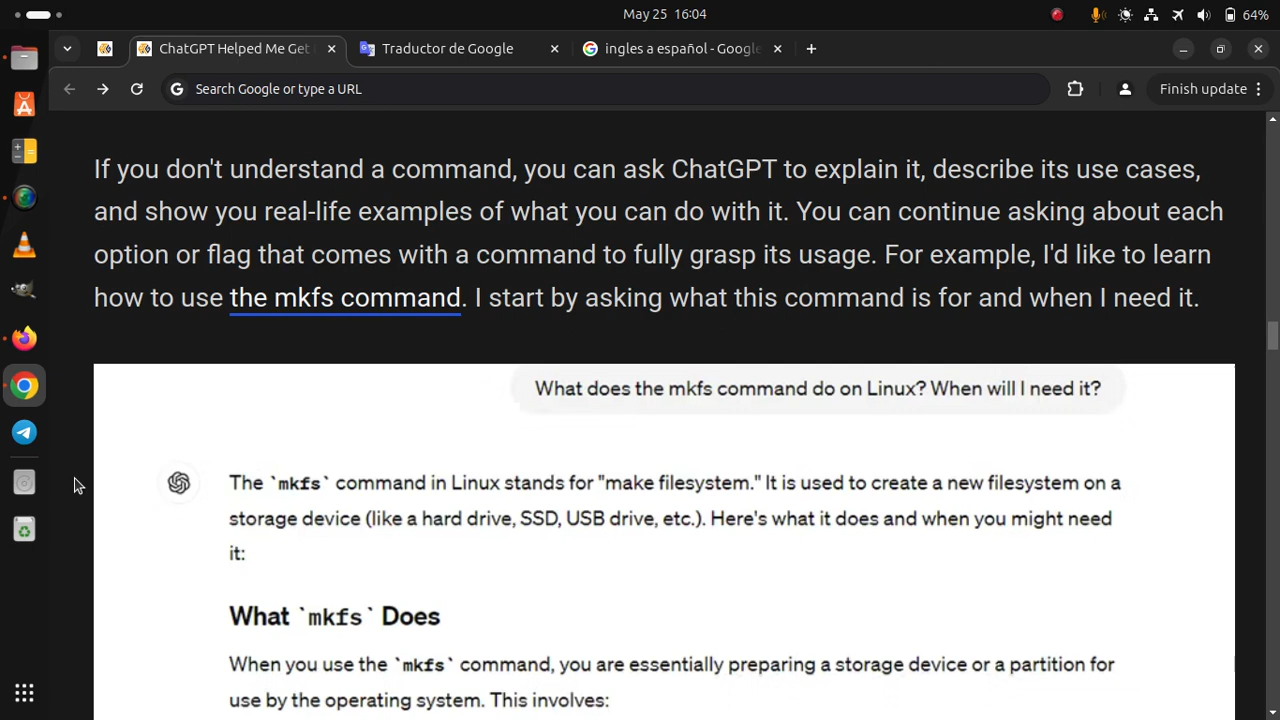 May 25 16:04
64%
ChatGPT Helped Me Get
Traductor de Google
ingles a español - Google
Search Google or type a URL
Finish update
If you don't understand a command, you can ask ChatGPT to explain it, describe its use cases,
and show you real-life examples of what you can do with it. You can continue asking about each
option or flag that comes with a command to fully grasp its usage. For example, I'd like to learn
how to use the mkfs command. I start by asking what this command is for and when I need it.
What does the mkfs command do on Linux? When will I need it?
The `mkfs` command in Linux stands for "make filesystem." It is used to create a new filesystem on a
storage device (like a hard drive, SSD, USB drive, etc.). Here's what it does and when you might need
it:
What `mkfs` Does
When you use the `mkfs` command, you are essentially preparing a storage device or a partition for
use by the operating system. This involves: